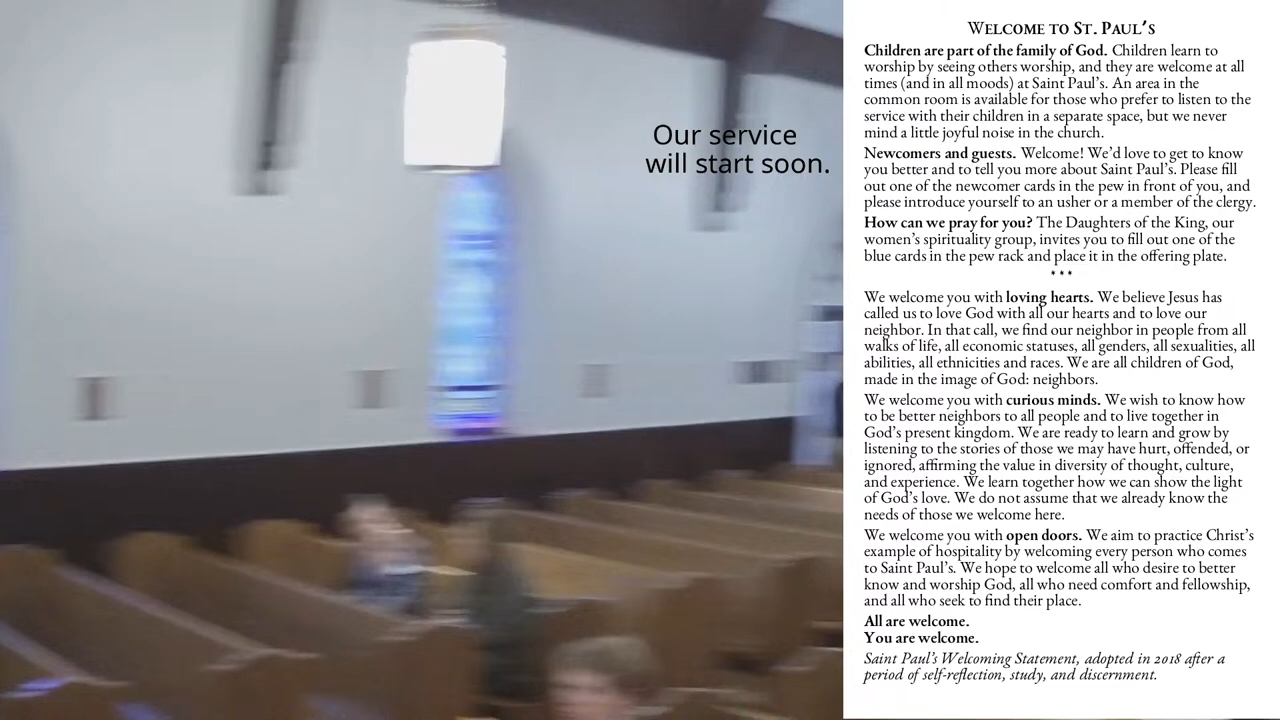 Our service
will start soon.
WELCOME TO ST. PAUL'S
Children are part of the family of God. Children learn to
worship by seeing others worship, and they are welcome at all
times (and in all moods) at Saint Paul's. An area in the
common room is available for those who prefer to listen to the
service with their children in a separate space, but we never
mind a little joyful noise in the church.
Newcomers and guests. Welcome! We'd love to get to know
you better and to tell you more about Saint Paul's. Please fill
out one of the newcomer cards in the pew in front of you, and
please introduce yourself to an usher or a member of the clergy.
How can we pray for you? The Daughters of the King, our
women's spirituality group, invites you to fill out one of the
blue cards in the pew rack and place it in the offering plate.
* * *
We welcome you with loving hearts. We believe Jesus has
called us to love God with all our hearts and to love our
neighbor. In that call, we find our neighbor in people from all
walks of life, all economic statuses, all genders, all sexualities, all
abilities, all ethnicities and races. We are all children of God,
made in the image of God: neighbors.
We welcome you with curious minds. We wish to know how
to be better neighbors to all people and to live together in
God's present kingdom. We are ready to learn and grow by
listening to the stories of those we may have hurt, offended, or
ignored, affirming the value in diversity of thought, culture,
and experience. We learn together how we can show the light
of God's love. We do not assume that we already know the
needs of those we welcome here.
We welcome you with open doors. We aim to practice Christ's
example of hospitality by welcoming every person who comes
to Saint Paul's. We hope to welcome all who desire to better
know and worship God, all who need comfort and fellowship,
and all who seek to find their place.
All are welcome.
You are welcome.
Saint Paul's Welcoming Statement, adopted in 2018 after a
period of self-reflection, study, and discernment.